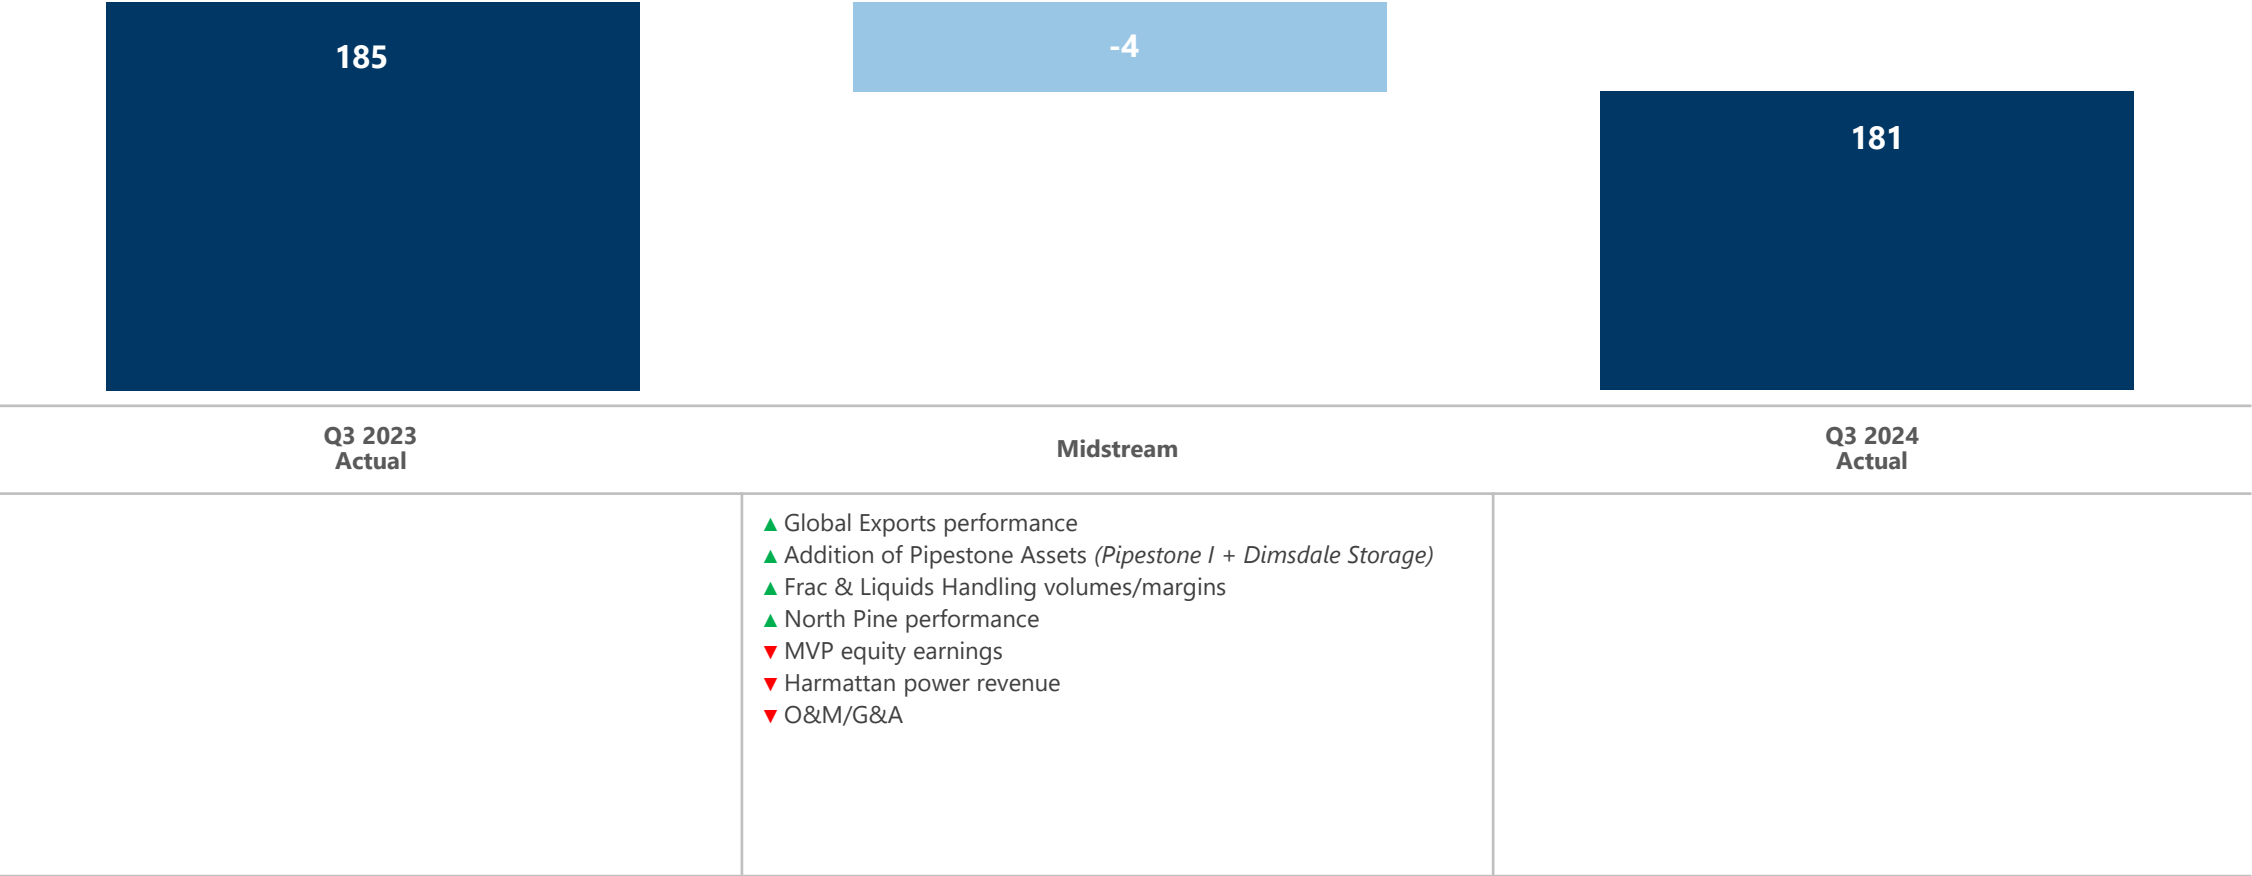 185
-4
181
Q3 2023
Actual
Midstream
Q3 2024
Actual
▲ Global Exports performance
▲ Addition of Pipestone Assets (Pipestone I + Dimsdale Storage)
▲ Frac & Liquids Handling volumes/margins
▲ North Pine performance
▼ MVP equity earnings
▼ Harmattan power revenue
▼ O&M/G&A